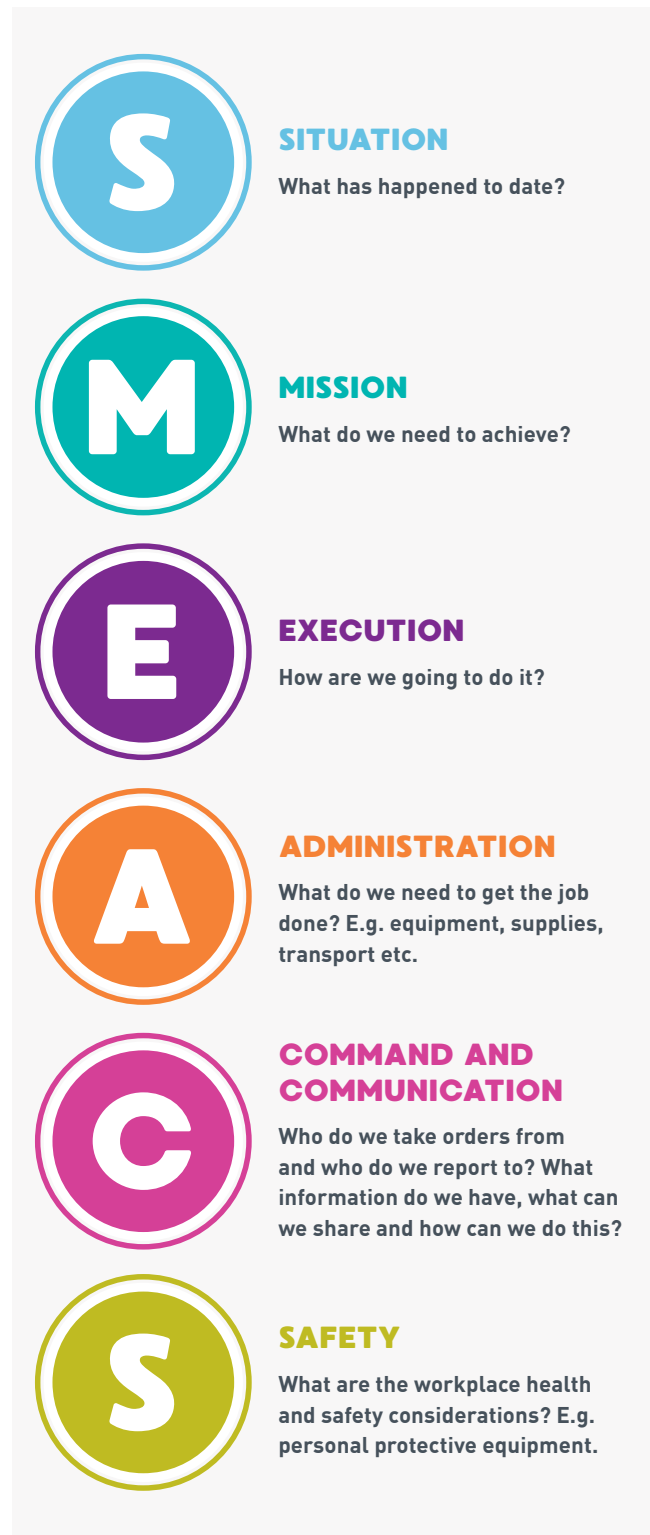 S
SITUATION
What has happened to date?
M
MISSION
What do we need to achieve?
E
EXECUTION
How are we going to do it?
A
ADMINISTRATION
What do we need to get the job
done? E.g. equipment, supplies,
transport etc.
C
COMMAND AND
COMMUNICATION
Who do we take orders from
and who do we report to? What
information do we have, what can
we share and how can we do this?
S
SAFETY
What are the workplace health
and safety considerations? E.g.
personal protective equipment.